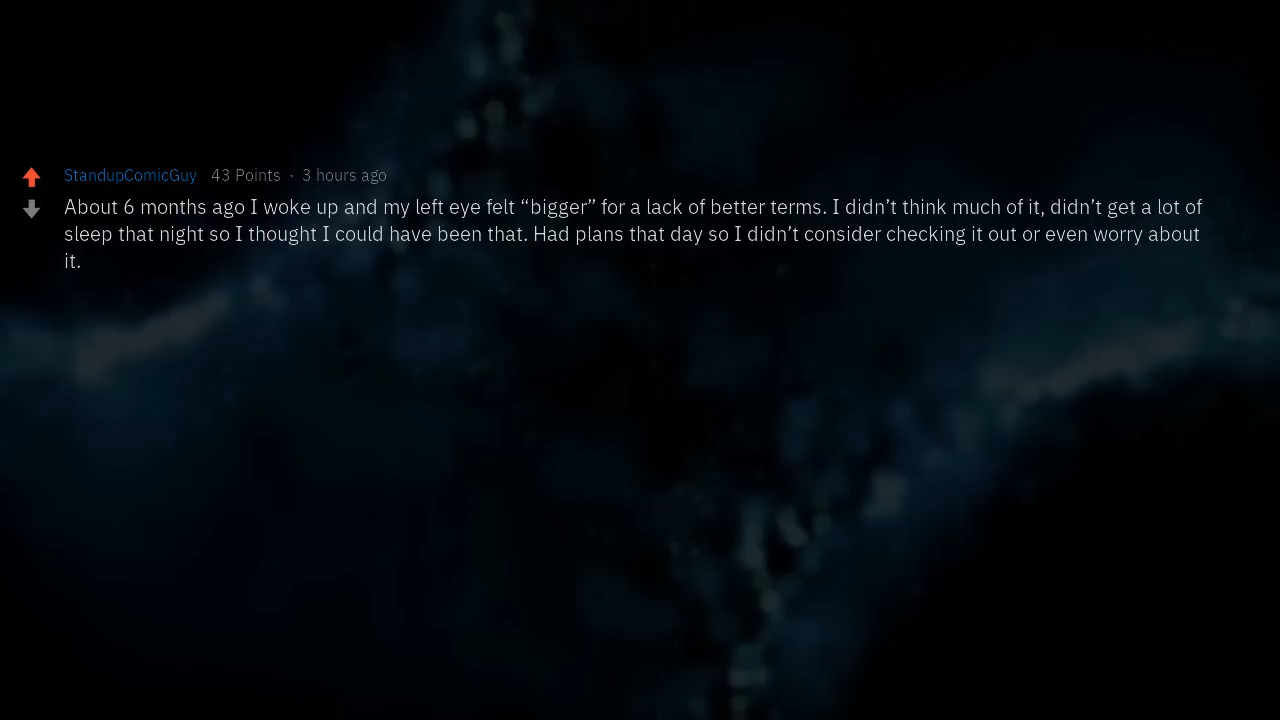 StandupComicGuy 43 Points · 3 hours ago
About 6 months ago I woke up and my left eye felt “bigger” for a lack of better terms. I didn’t think much of it, didn’t get a lot of
sleep that night so I thought I could have been that. Had plans that day so I didn’t consider checking it out or even worry about
it.